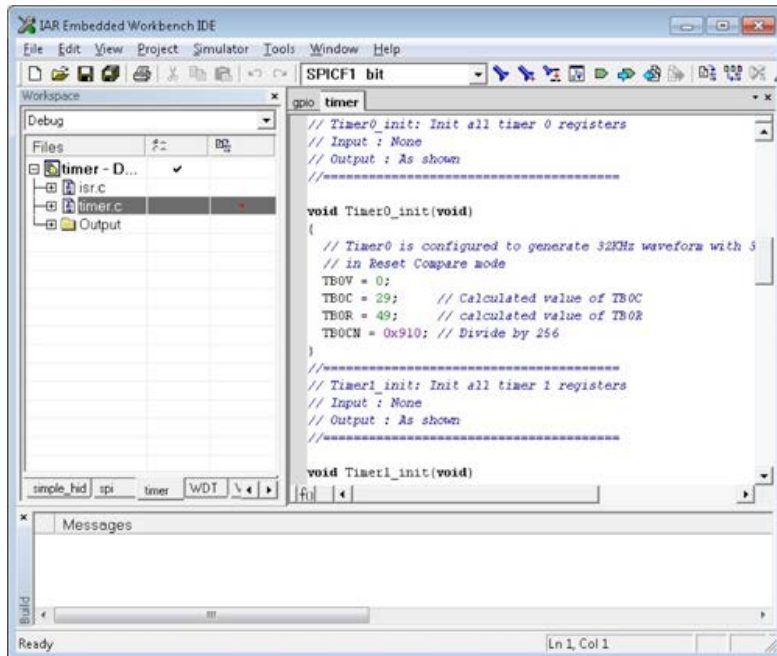 IAR Embedded Workbench IDE
File Edit View Project Simulator Tools Window Help
SPICF1 bit
Workspace
Debug
Files
timer - D...
isr.c
timer.c
Output
simple_hid spi timer WDT
gpio timer
// Timer0_init: Init all timer 0 registers
// Input : None
// Output : As shown
//=======================================
void Timer0_init(void)
{
// Timer0 is configured to generate 32KHz waveform with 5
// in Reset Compare mode
TB0V = 0;
TB0C = 29; // Calculated value of TB0C
TB0R = 49; // calculated value of TB0R
TB0CN = 0x910; // Divide by 256
}
//=======================================
// Timer1_init: Init all timer 1 registers
// Input : None
// Output : As shown
//=======================================
void Timer1_init(void)
Messages
Build
Ready
Ln 1, Col 1